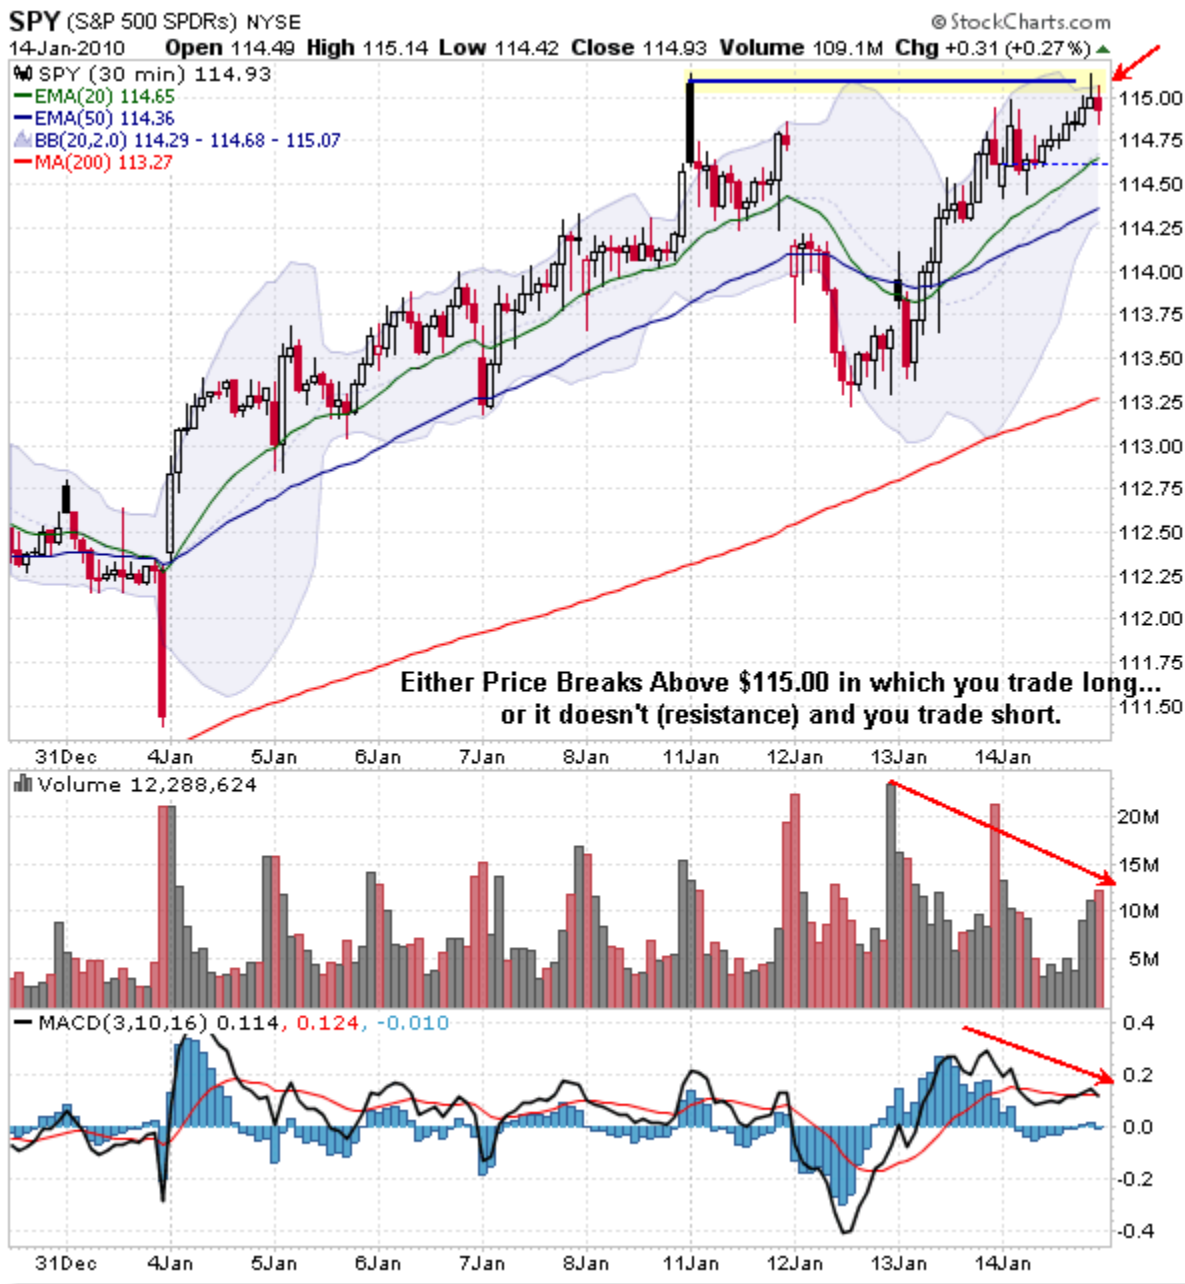 SPY (S&P 500 SPDRs) NYSE © StockCharts.com
14-Jan-2010 Open 114.49 High 115.14 Low 114.42 Close 114.93 Volume 109.1M Chg +0.31 (+0.27%)
SPY (30 min) 114.93
EMA(20) 114.65
EMA(50) 114.36
BB(20,2.0) 114.29 - 114.68 - 115.07
MA(200) 113.27
115.00
114.75
114.50
114.25
114.00
113.75
113.50
113.25
113.00
112.75
112.50
112.25
112.00
111.75
111.50
Either Price Breaks Above $115.00 in which you trade long...
or it doesn't (resistance) and you trade short.
31Dec 4Jan 5Jan 6Jan 7Jan 8Jan 11Jan 12Jan 13Jan 14Jan
Volume 12,288,624
20M
15M
10M
5M
MACD(3,10,16) 0.114, 0.124, -0.010
0.4
0.2
0.0
-0.2
-0.4
31Dec 4Jan 5Jan 6Jan 7Jan 8Jan 11Jan 12Jan 13Jan 14Jan